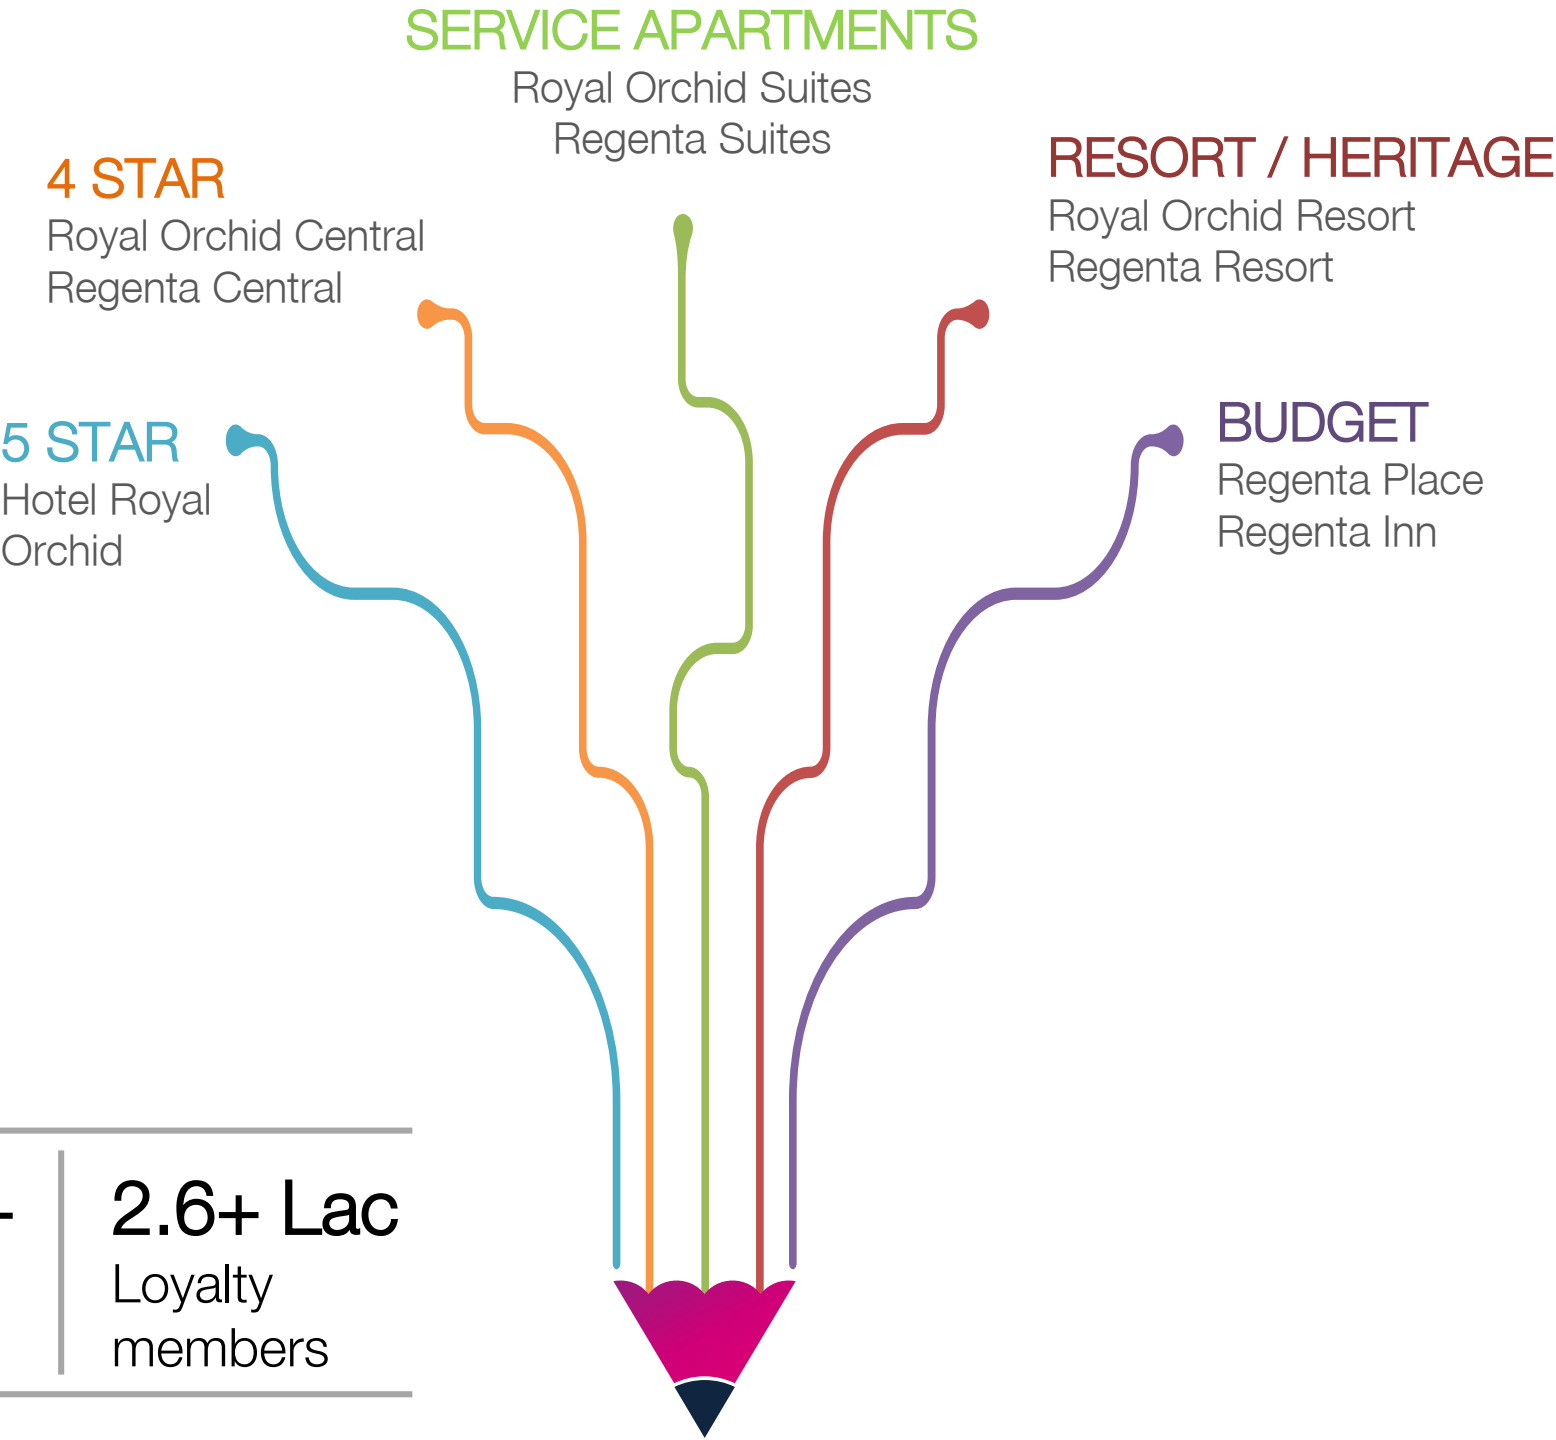 SERVICE APARTMENTS
Royal Orchid Suites
Regenta Suites
4 STAR
Royal Orchid Central
Regenta Central
RESORT / HERITAGE
Royal Orchid Resort
Regenta Resort
5 STAR
Hotel Royal
Orchid
BUDGET
Regenta Place
Regenta Inn
2.6+ Lac
Loyalty
members